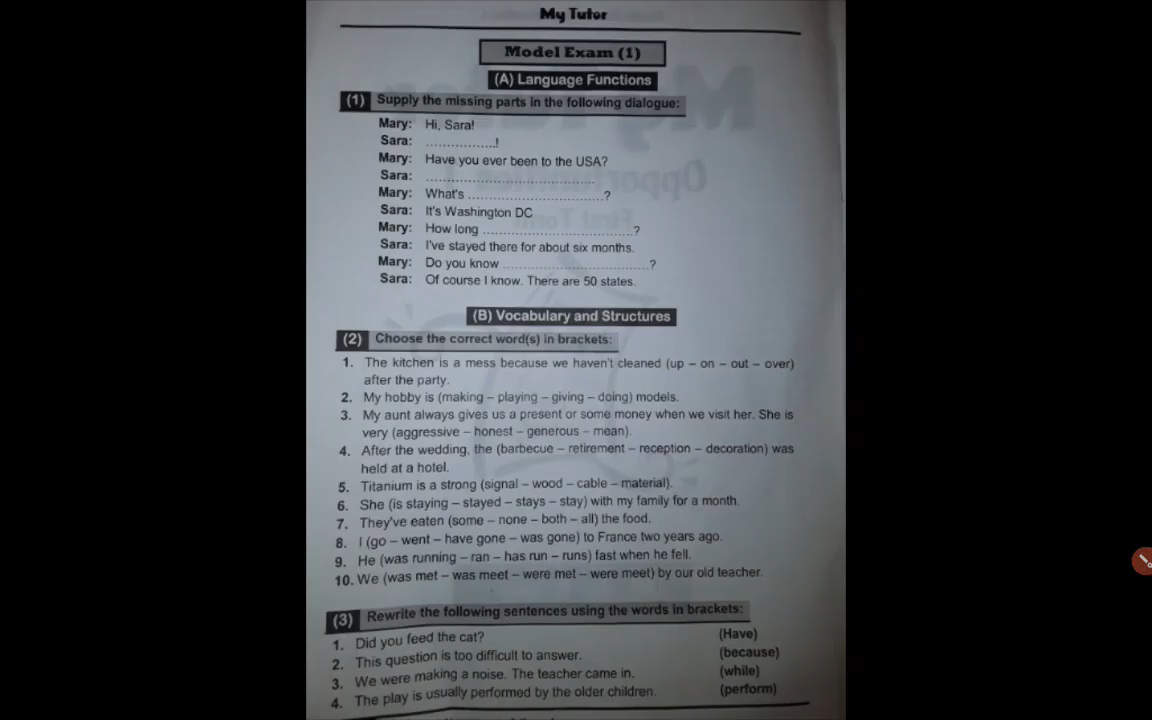 My Tutor
Model Exam (1)
(A) Language Functions
(1) Supply the missing parts in the following dialogue:
Mary: Hi, Sara!
Sara: .................!
Mary: Have you ever been to the USA?
Sara: ..........................................
Mary: What's .................................?
Sara: It's Washington DC
Mary: How long .....................................?
Sara: I've stayed there for about six months.
Mary: Do you know ....................................?
Sara: Of course I know. There are 50 states.
(B) Vocabulary and Structures
(2) Choose the correct word(s) in brackets:
1. The kitchen is a mess because we haven't cleaned (up – on – out – over)
after the party.
2. My hobby is (making – playing – giving – doing) models.
3. My aunt always gives us a present or some money when we visit her. She is
very (aggressive – honest – generous – mean).
4. After the wedding, the (barbecue – retirement – reception – decoration) was
held at a hotel.
5. Titanium is a strong (signal – wood – cable – material).
6. She (is staying – stayed – stays – stay) with my family for a month.
7. They've eaten (some – none – both – all) the food.
8. I (go – went – have gone – was gone) to France two years ago.
9. He (was running – ran – has run – runs) fast when he fell.
10. We (was met – was meet – were met – were meet) by our old teacher.
(3) Rewrite the following sentences using the words in brackets:
1. Did you feed the cat? (Have)
2. This question is too difficult to answer. (because)
3. We were making a noise. The teacher came in. (while)
4. The play is usually performed by the older children. (perform)